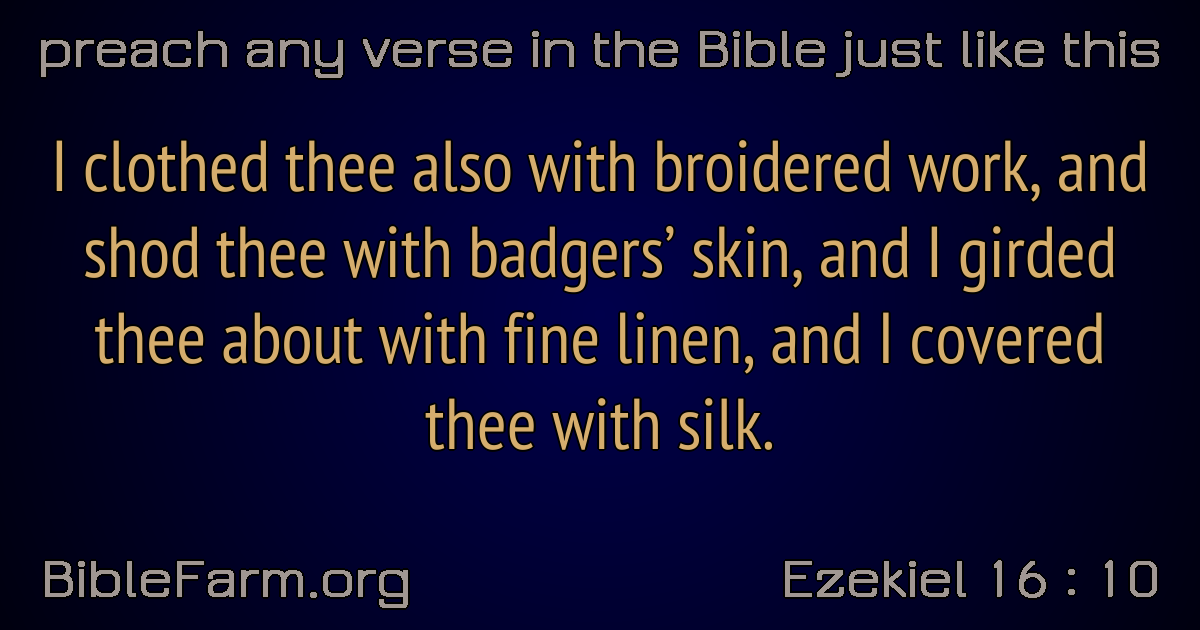 preach any verse in the Bible just like this
I clothed thee also with broidered work, and
shod thee with badgers’ skin, and I girded
thee about with fine linen, and I covered
thee with silk.
BibleFarm.org
Ezekiel 16 : 10